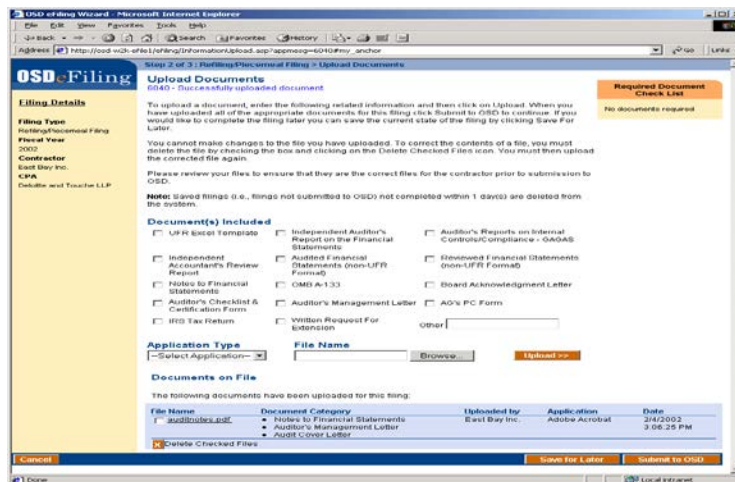 OSD eFiling Wizard - Microsoft Internet Explorer
File Edit View Favorites Tools Help
Back Search Favorites History
Address http://osd-w2k-efile1/efiling/InformationUpload.asp?appmesg=6040#my_anchor Go Links
OSDeFiling
Filing Details
Filing Type
Refiling/Piecemeal Filing
Fiscal Year
2002
Contractor
East Bay Inc.
CPA
Deloitte and Touche LLP
Step 2 of 3 : Refiling/Piecemeal Filing > Upload Documents
Upload Documents
6040 - Successfully uploaded document
To upload a document, enter the following related information and then click on Upload. When you
have uploaded all of the appropriate documents for this filing click Submit to OSD to continue. If you
would like to complete the filing later you can save the current state of the filing by clicking Save For
Later.
You cannot make changes to the file you have uploaded. To correct the contents of a file, you must
delete the file by checking the box and clicking on the Delete Checked Files icon. You must then upload
the corrected file again.
Please review your files to ensure that they are the correct files for the contractor prior to submission to
OSD.
Note: Saved filings (i.e., filings not submitted to OSD) not completed within 1 day(s) are deleted from
the system.
Required Document
Check List
No documents required
Document(s) Included
UFR Excel Template
Independent Auditor's
Report on the Financial
Statements
Auditor's Reports on Internal
Controls/Compliance - GAGAS
Independent
Accountant's Review
Report
Audited Financial
Statements (non-UFR
Format)
Reviewed Financial Statements
(non-UFR Format)
Notes to Financial
Statements
OMB A-133
Board Acknowledgment Letter
Auditor's Checklist &
Certification Form
Auditor's Management Letter
AG's PC Form
IRS Tax Return
Written Request For
Extension
Other
Application Type File Name
--Select Application-- Browse... Upload >>
Documents on File
The following documents have been uploaded for this filing:
File Name Document Category Uploaded by Application Date
auditnotes.pdf • Notes to Financial Statements East Bay Inc. Adobe Acrobat 2/4/2002
• Auditor's Management Letter 3:06:25 PM
• Audit Cover Letter
Delete Checked Files
Cancel Save for Later Submit to OSD
Done Local intranet